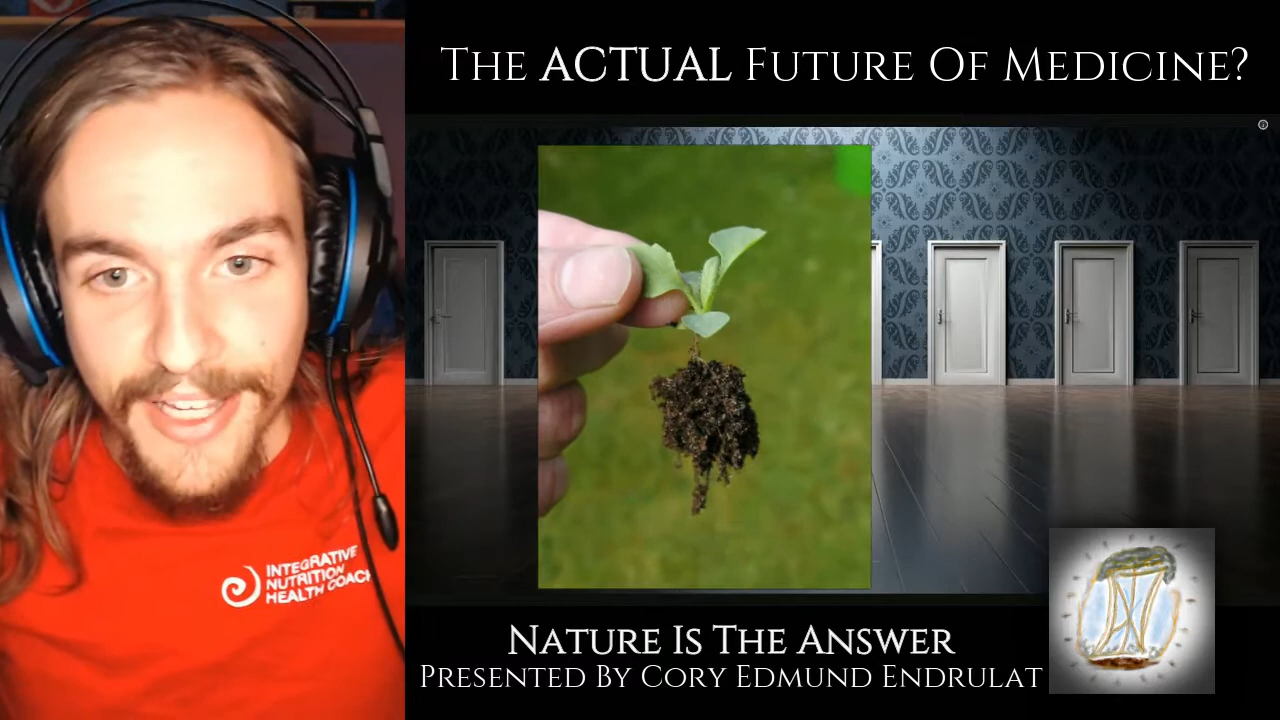 The ACTUAL Future Of Medicine?
INTEGRATIVE
NUTRITION
HEALTH COACH
Nature Is The Answer
Presented By Cory Edmund Endrulat